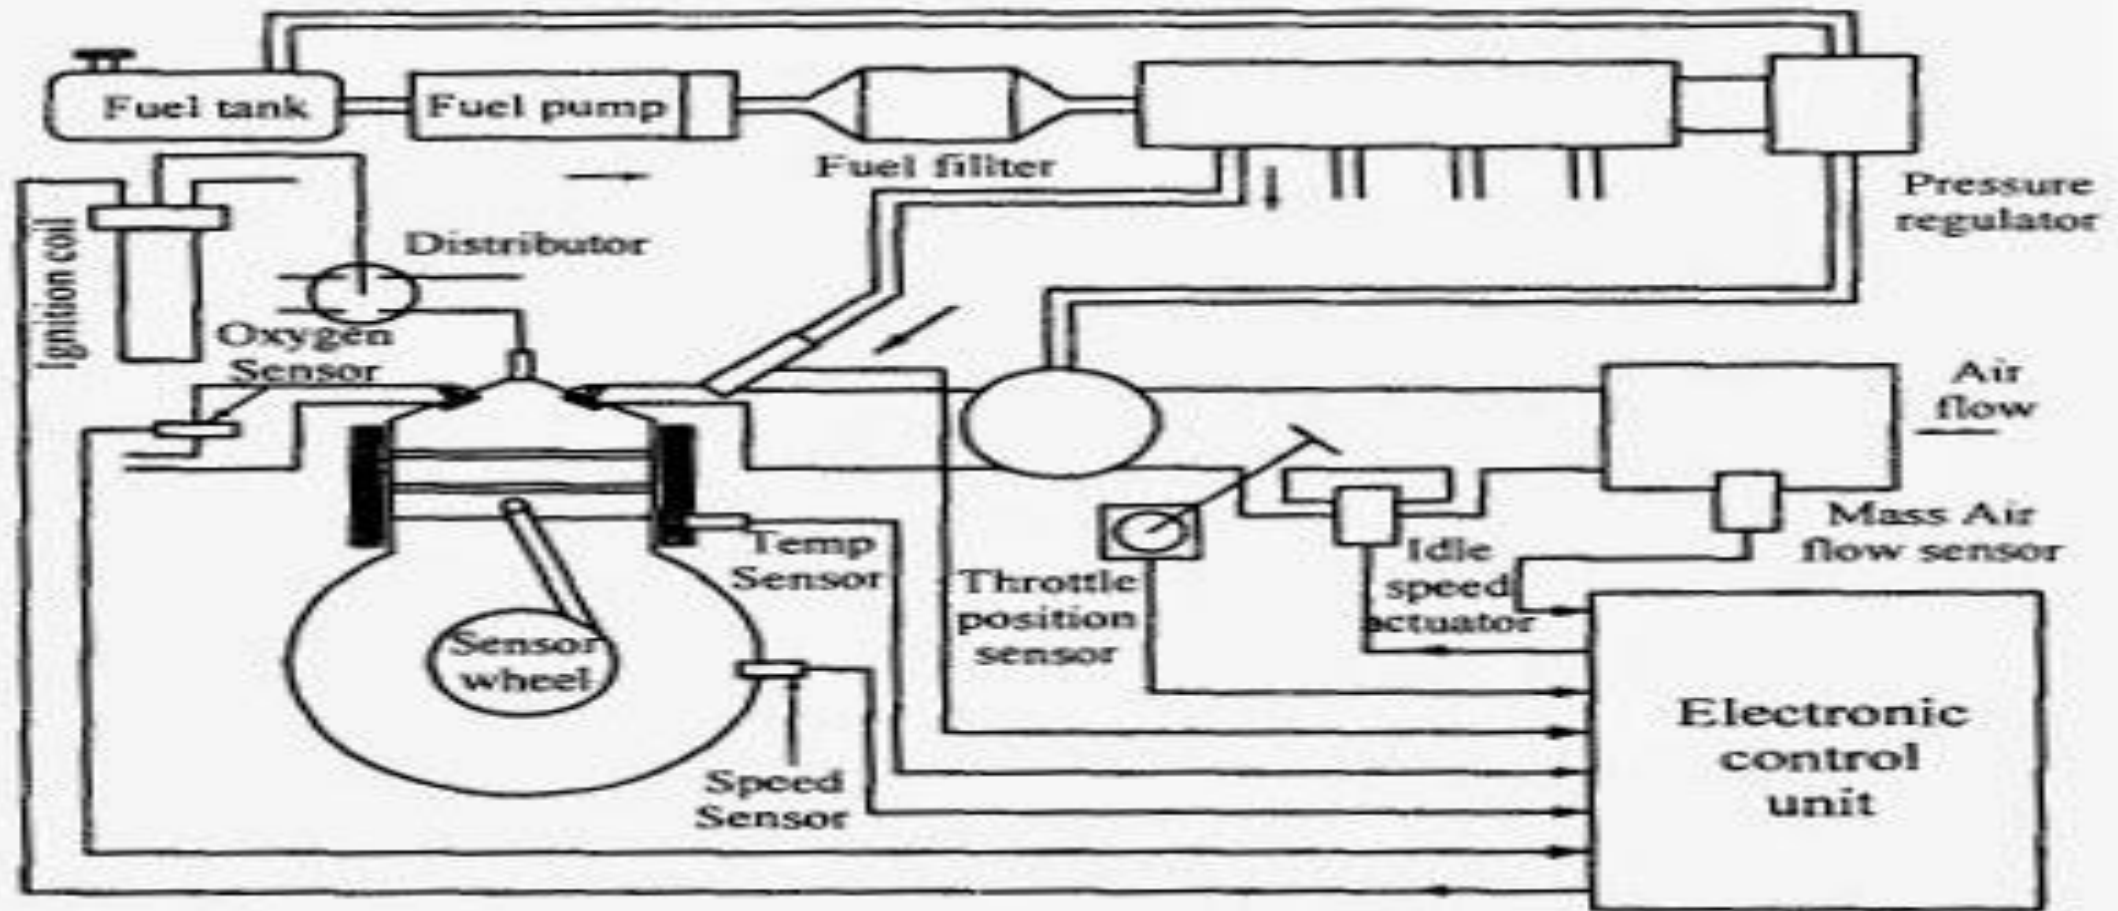 Fuel tank
Fuel pump
Fuel fillter
Pressure
regulator
Ignition coil
Distributor
Oxygen
Sensor
Air
flow
Mass Air
flow sensor
Temp
Sensor
Throttle
position
sensor
Idle
speed
actuator
Sensor
wheel
Speed
Sensor
Electronic
control
unit